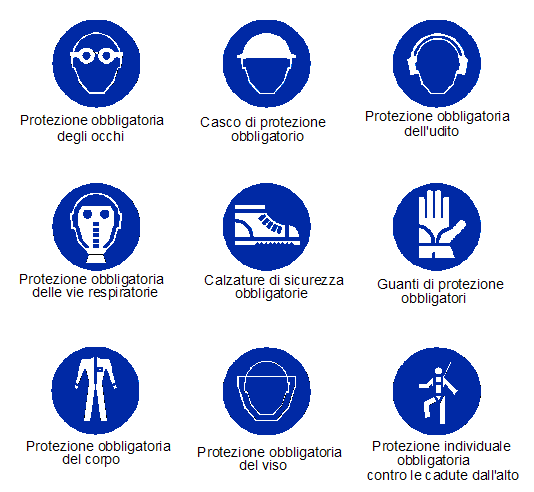 Protezione obbligatoria
degli occhi
Casco di protezione
obbligatorio
Protezione obbligatoria
dell'udito
Protezione obbligatoria
delle vie respiratorie
Calzature di sicurezza
obbligatorie
Guanti di protezione
obbligatori
Protezione obbligatoria
del corpo
Protezione obbligatoria
del viso
Protezione individuale
obbligatoria
contro le cadute dall'alto